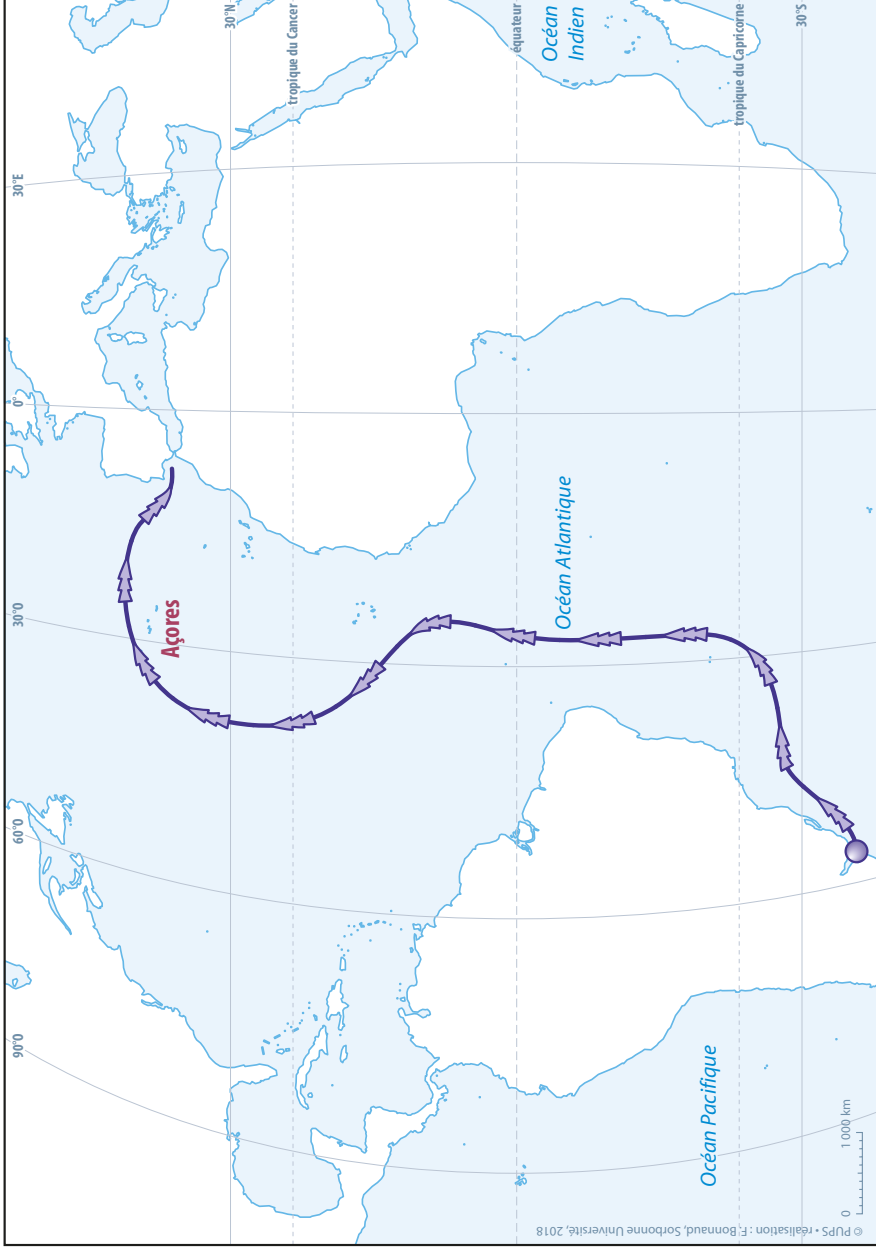 90°O
60°O
30°O
0°
30°E
30°N
tropique du Cancer
équateur
tropique du Capricorne
30°S
Açores
Océan Atlantique
Océan
Indien
Océan Pacifique
0
1 000 km
© PUPS • réalisation : F. Bonnaud, Sorbonne Université, 2018